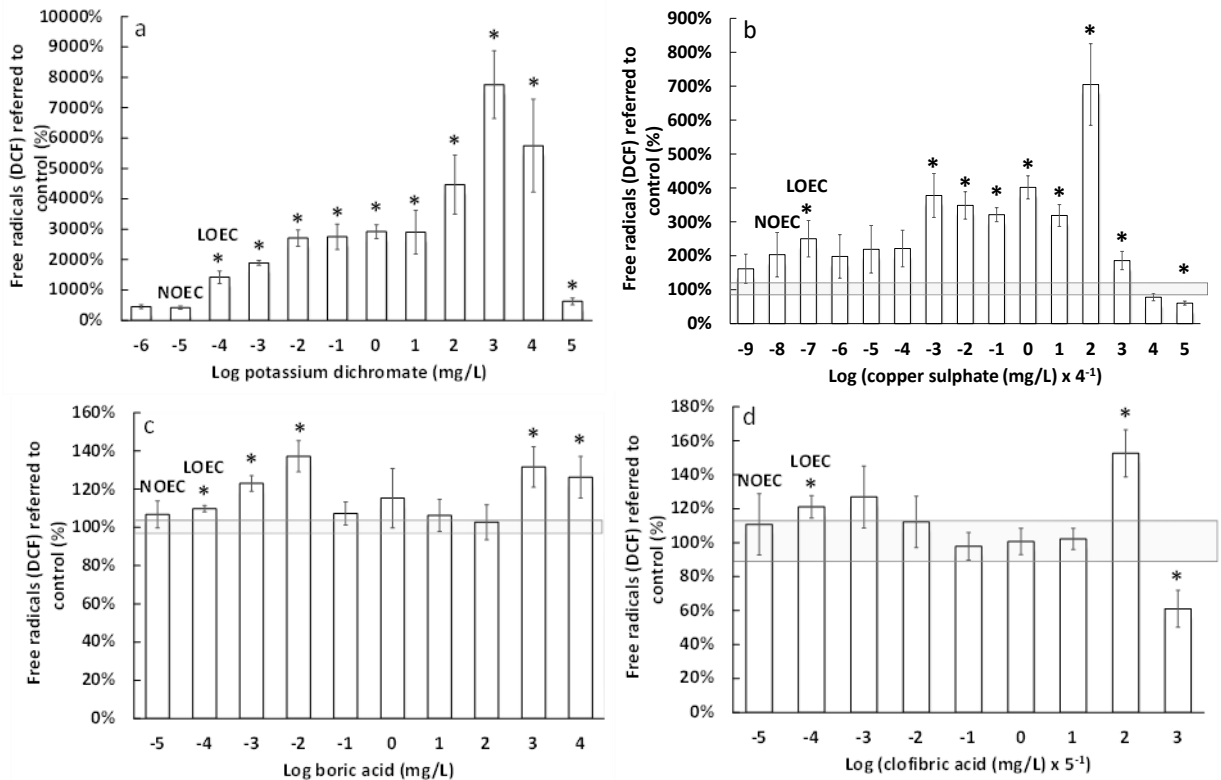 a
Free radicals (DCF) referred to
control (%)
10000%
9000%
8000%
7000%
6000%
5000%
4000%
3000%
2000%
1000%
0%
NOEC
LOEC
*
*
*
*
*
*
*
*
*
*
-6 -5 -4 -3 -2 -1 0 1 2 3 4 5
Log potassium dichromate (mg/L)
b
Free radicals (DCF) referred to
control (%)
900%
800%
700%
600%
500%
400%
300%
200%
100%
0%
NOEC
LOEC
*
*
*
*
*
*
*
*
*
-9 -8 -7 -6 -5 -4 -3 -2 -1 0 1 2 3 4 5
Log (copper sulphate (mg/L) x 4⁻¹)
c
Free radicals (DCF) referred to
control (%)
160%
140%
120%
100%
80%
60%
40%
20%
0%
NOEC
LOEC
*
*
*
*
*
-5 -4 -3 -2 -1 0 1 2 3 4
Log boric acid (mg/L)
d
Free radicals (DCF) referred to
control (%)
180%
160%
140%
120%
100%
80%
60%
40%
20%
0%
NOEC
LOEC
*
*
*
-5 -4 -3 -2 -1 0 1 2 3
Log (clofibric acid (mg/L) x 5⁻¹)